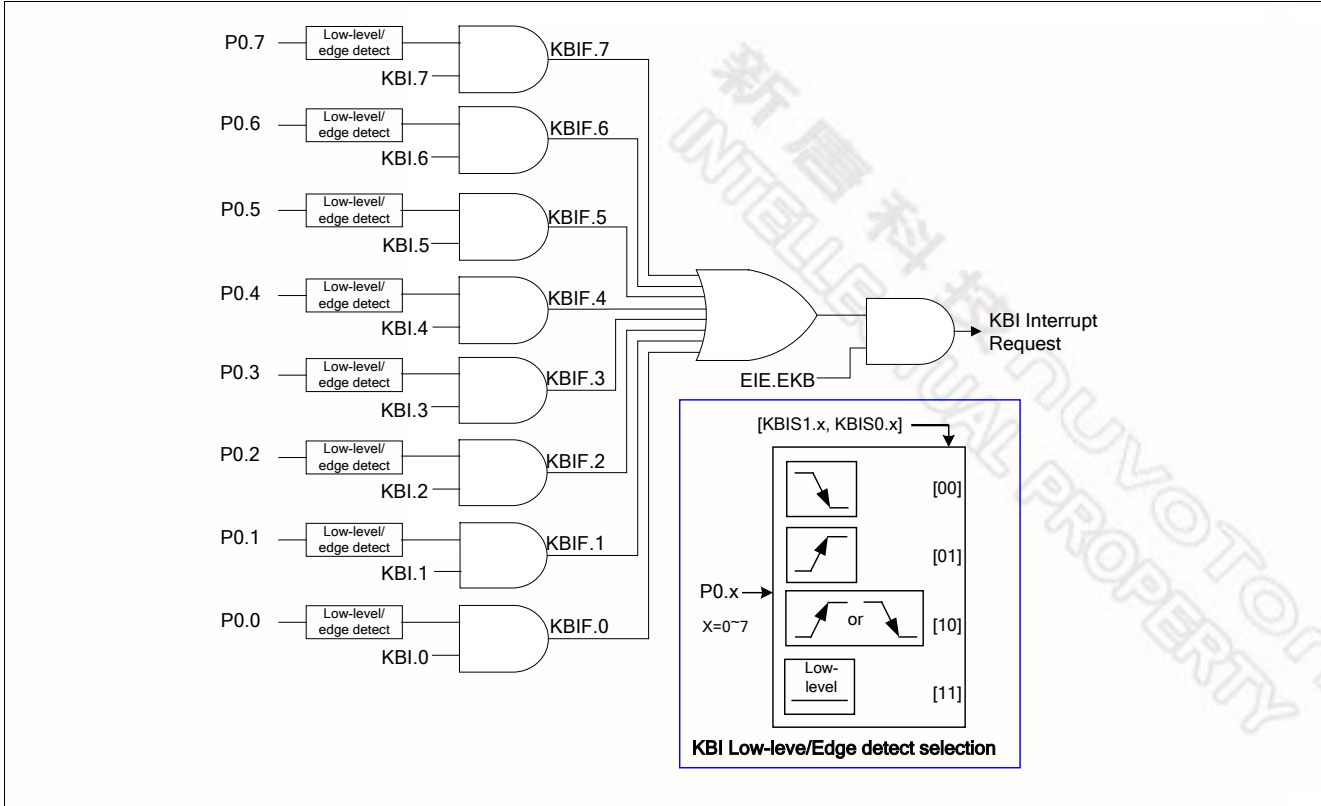 P0.7
Low-level/
edge detect
KBI.7
KBIF.7
P0.6
Low-level/
edge detect
KBI.6
KBIF.6
P0.5
Low-level/
edge detect
KBI.5
KBIF.5
P0.4
Low-level/
edge detect
KBI.4
KBIF.4
P0.3
Low-level/
edge detect
KBI.3
KBIF.3
P0.2
Low-level/
edge detect
KBI.2
KBIF.2
P0.1
Low-level/
edge detect
KBI.1
KBIF.1
P0.0
Low-level/
edge detect
KBI.0
KBIF.0
EIE.EKB
KBI Interrupt
Request
[KBIS1.x, KBIS0.x]
[00]
[01]
P0.x
X=0~7
or
[10]
Low-
level
[11]
KBI Low-leve/Edge detect selection
新唐科技 nuvoton
INTELLECTUAL PROPERTY